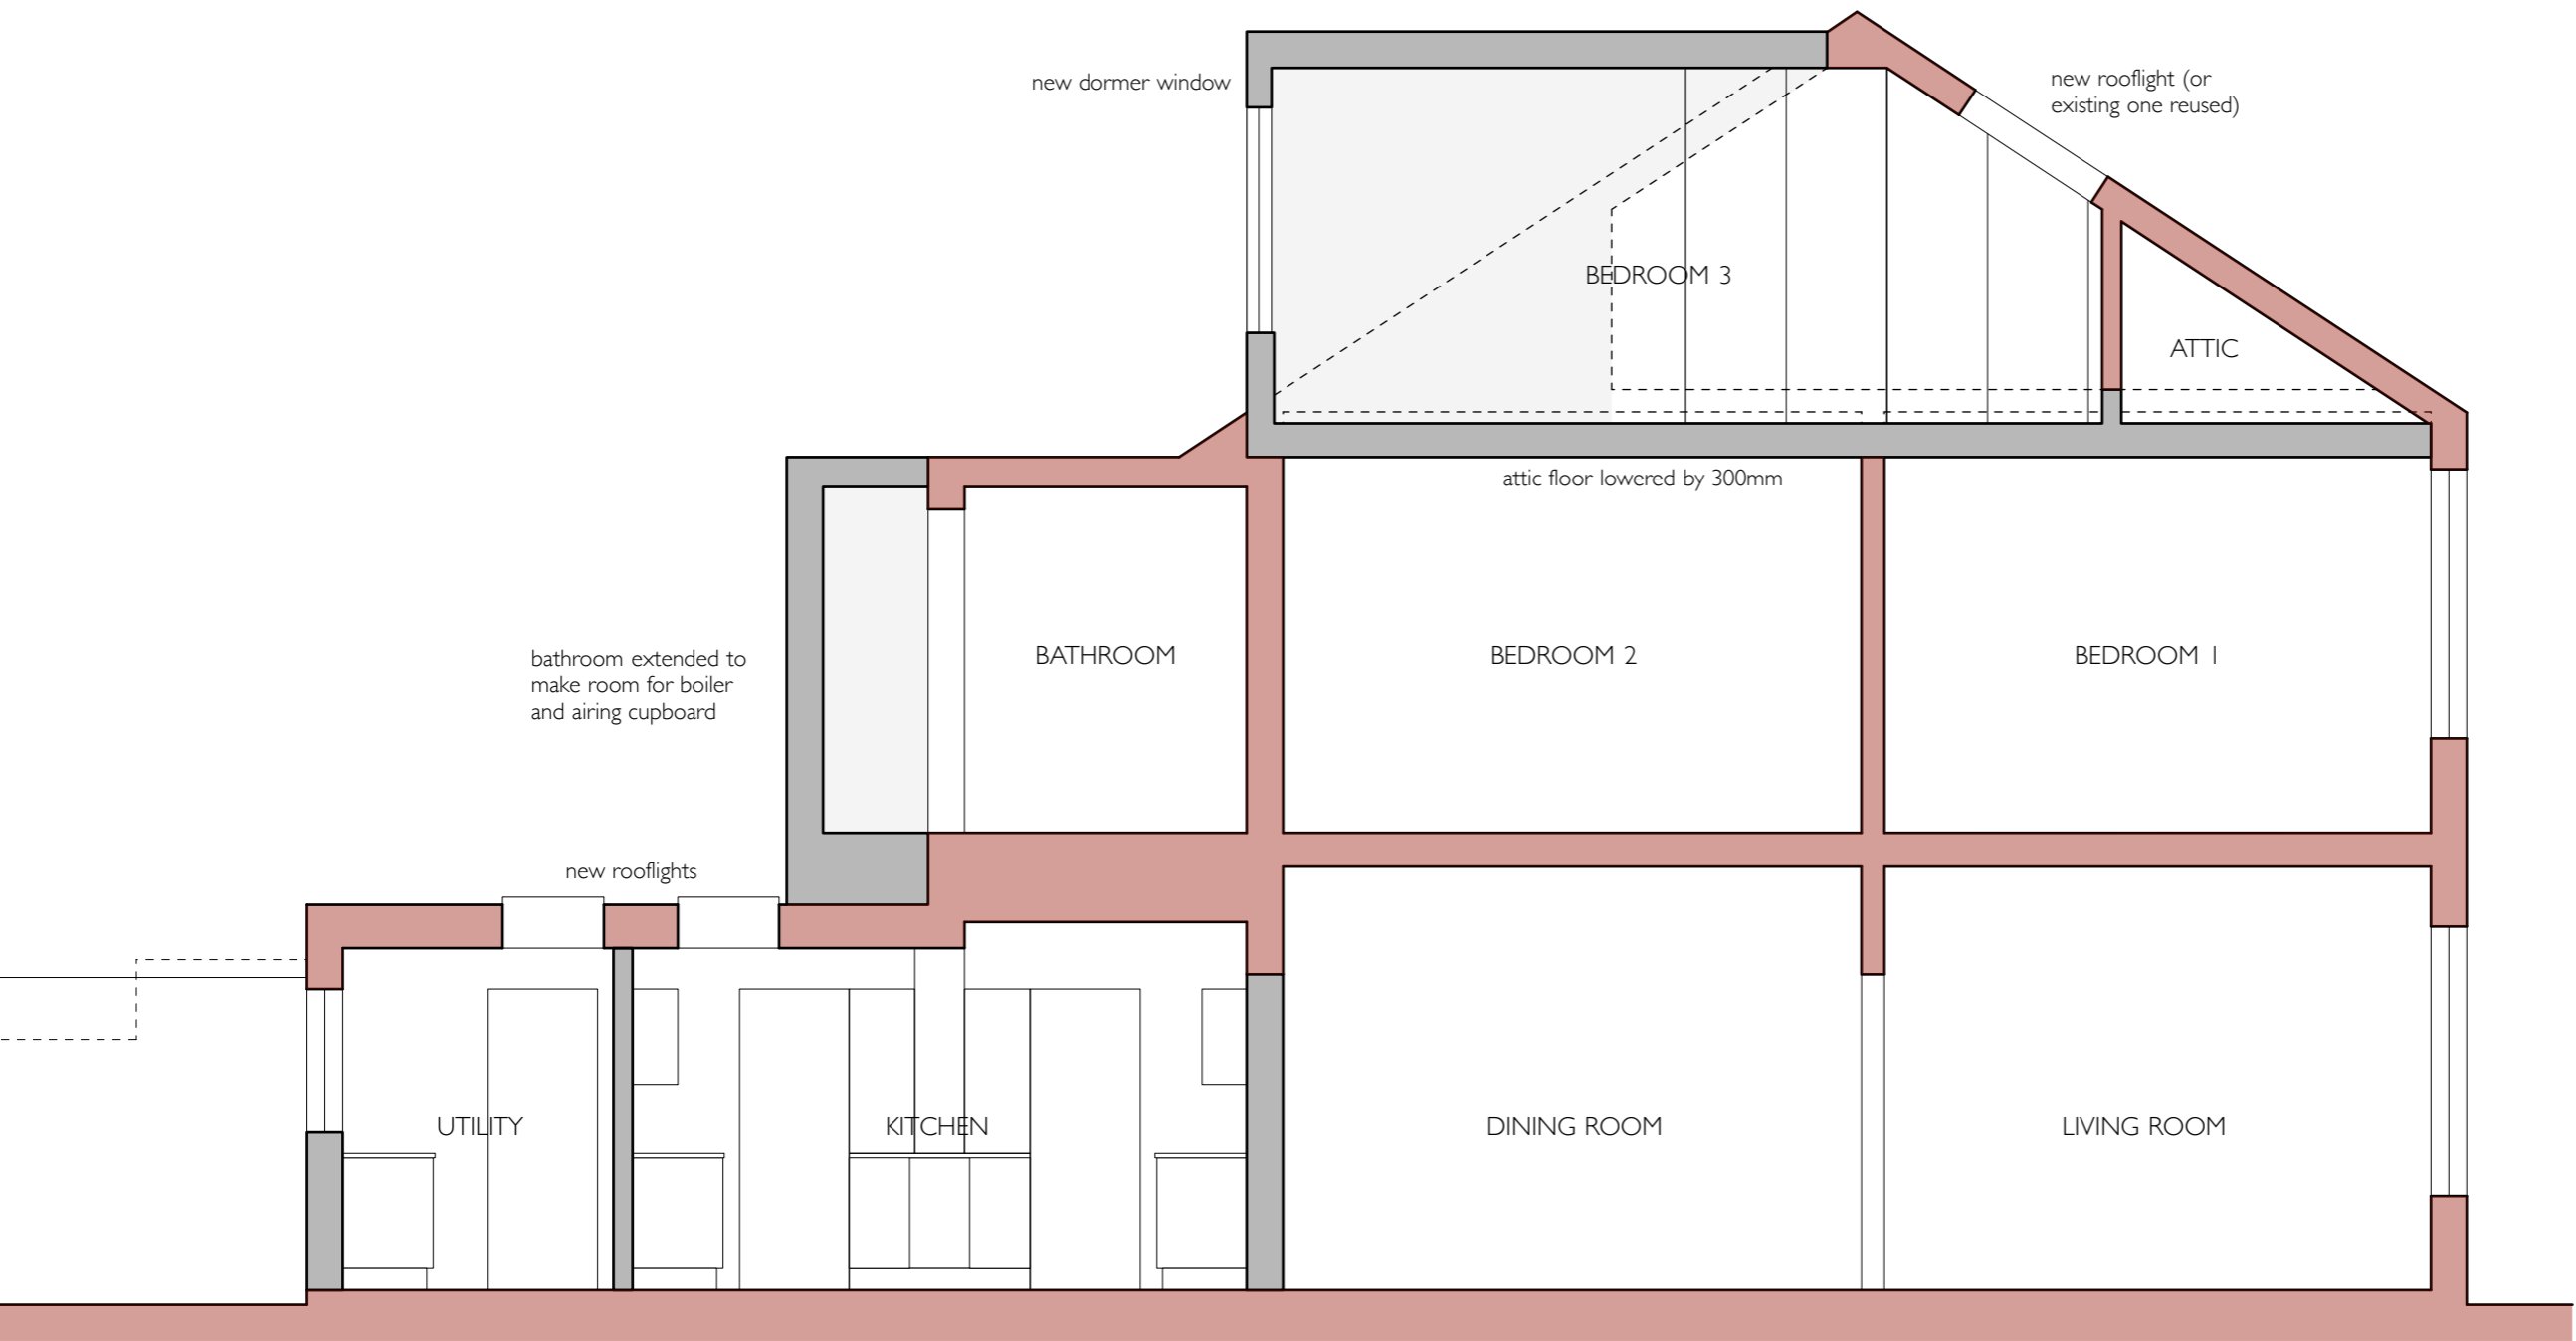 new dormer window
new rooflight (or
existing one reused)
BEDROOM 3
ATTIC
attic floor lowered by 300mm
bathroom extended to
make room for boiler
and airing cupboard
BATHROOM
BEDROOM 2
BEDROOM 1
new rooflights
UTILITY
KITCHEN
DINING ROOM
LIVING ROOM